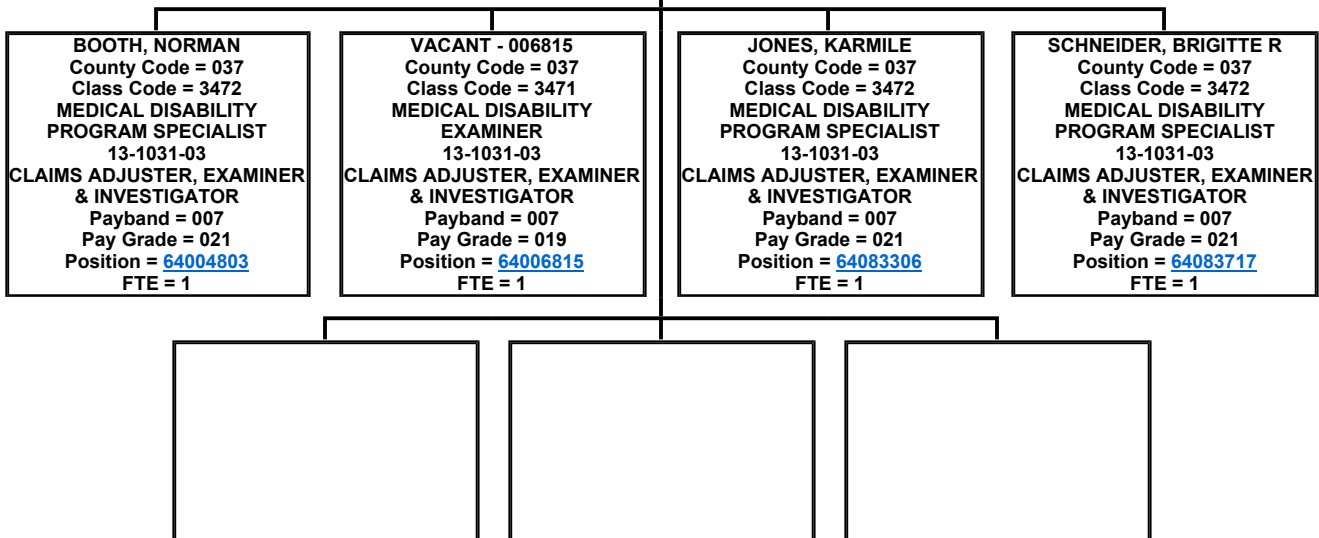 BOOTH, NORMAN
County Code = 037
Class Code = 3472
MEDICAL DISABILITY
PROGRAM SPECIALIST
13-1031-03
CLAIMS ADJUSTER, EXAMINER
& INVESTIGATOR
Payband = 007
Pay Grade = 021
Position = 64004803
FTE = 1
VACANT - 006815
County Code = 037
Class Code = 3471
MEDICAL DISABILITY
EXAMINER
13-1031-03
CLAIMS ADJUSTER, EXAMINER
& INVESTIGATOR
Payband = 007
Pay Grade = 019
Position = 64006815
FTE = 1
JONES, KARMILE
County Code = 037
Class Code = 3472
MEDICAL DISABILITY
PROGRAM SPECIALIST
13-1031-03
CLAIMS ADJUSTER, EXAMINER
& INVESTIGATOR
Payband = 007
Pay Grade = 021
Position = 64083306
FTE = 1
SCHNEIDER, BRIGITTE R
County Code = 037
Class Code = 3472
MEDICAL DISABILITY
PROGRAM SPECIALIST
13-1031-03
CLAIMS ADJUSTER, EXAMINER
& INVESTIGATOR
Payband = 007
Pay Grade = 021
Position = 64083717
FTE = 1